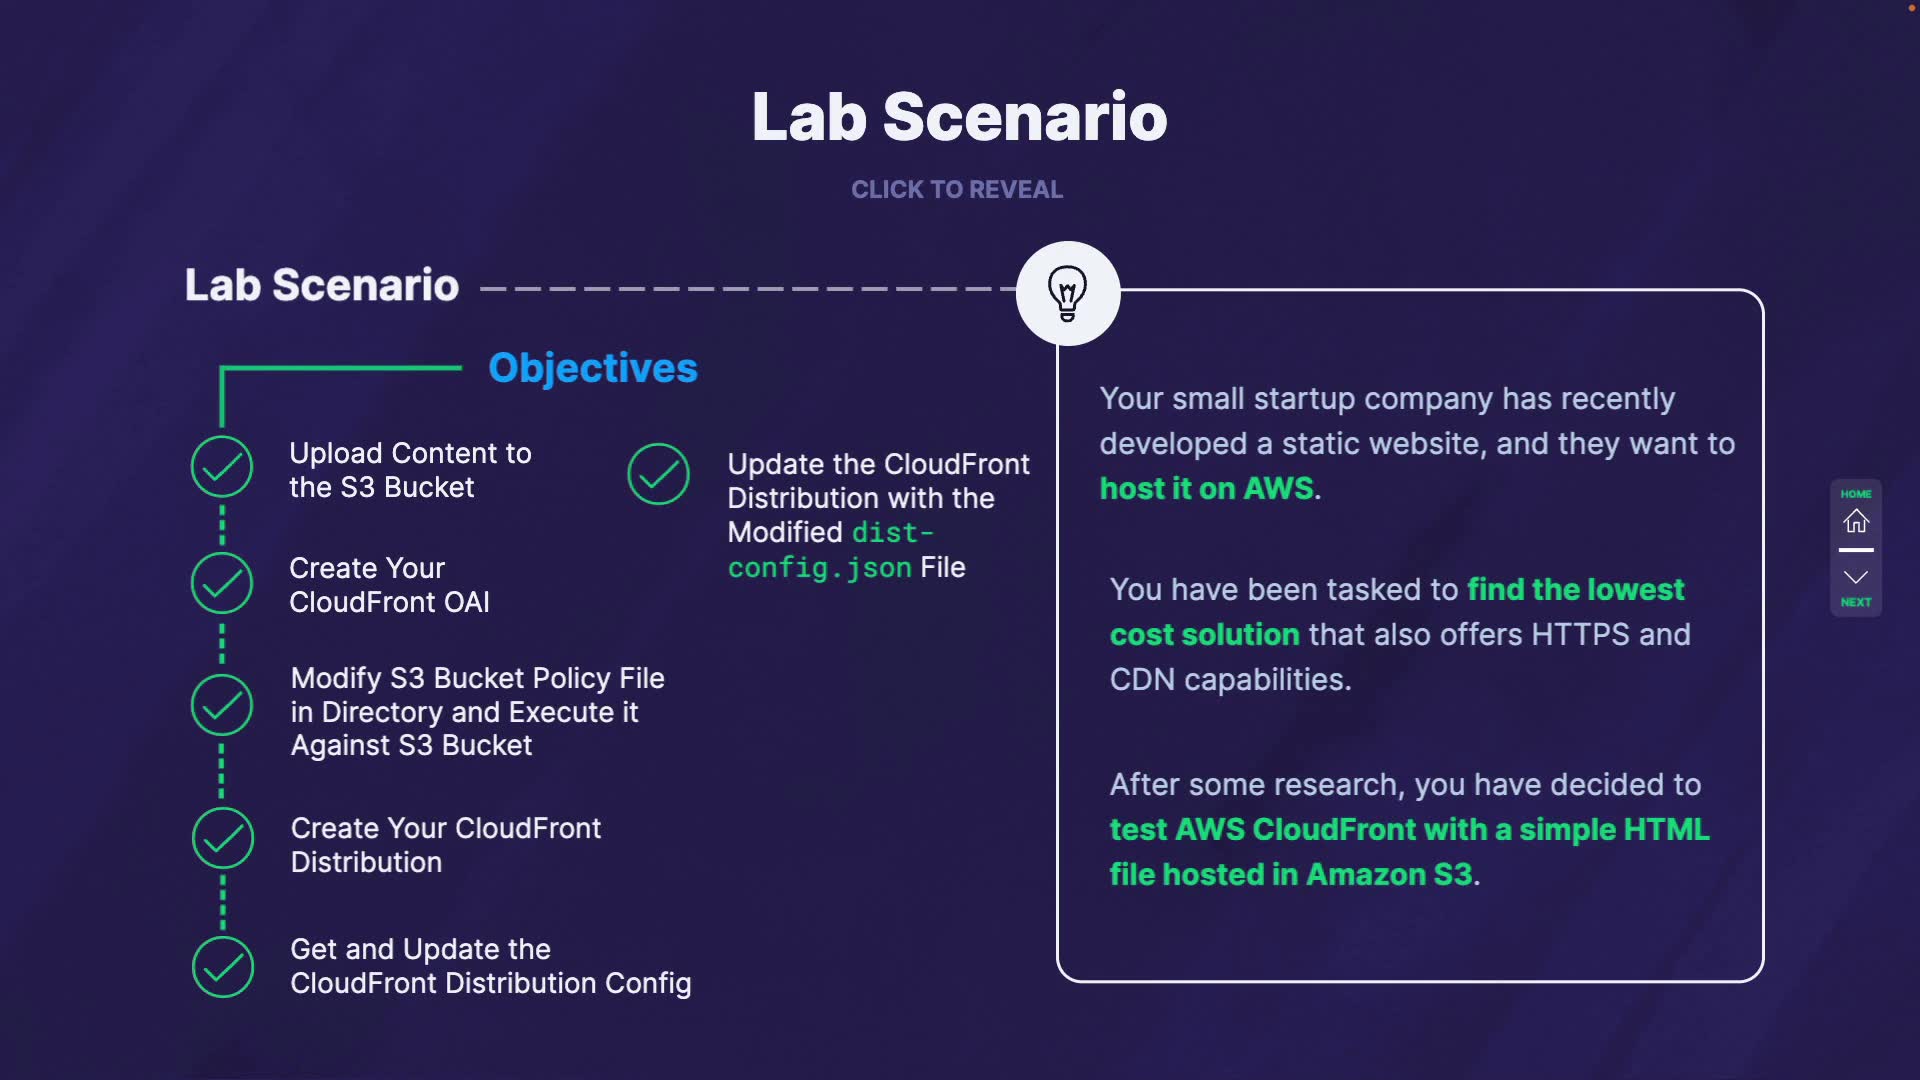 Lab Scenario
CLICK TO REVEAL
Lab Scenario
Objectives
Upload Content to
the S3 Bucket
Create Your
CloudFront OAI
Modify S3 Bucket Policy File
in Directory and Execute it
Against S3 Bucket
Create Your CloudFront
Distribution
Get and Update the
CloudFront Distribution Config
Update the CloudFront
Distribution with the
Modified dist-
config.json File
Your small startup company has recently
developed a static website, and they want to
host it on AWS.
You have been tasked to find the lowest
cost solution that also offers HTTPS and
CDN capabilities.
After some research, you have decided to
test AWS CloudFront with a simple HTML
file hosted in Amazon S3.
HOME
NEXT